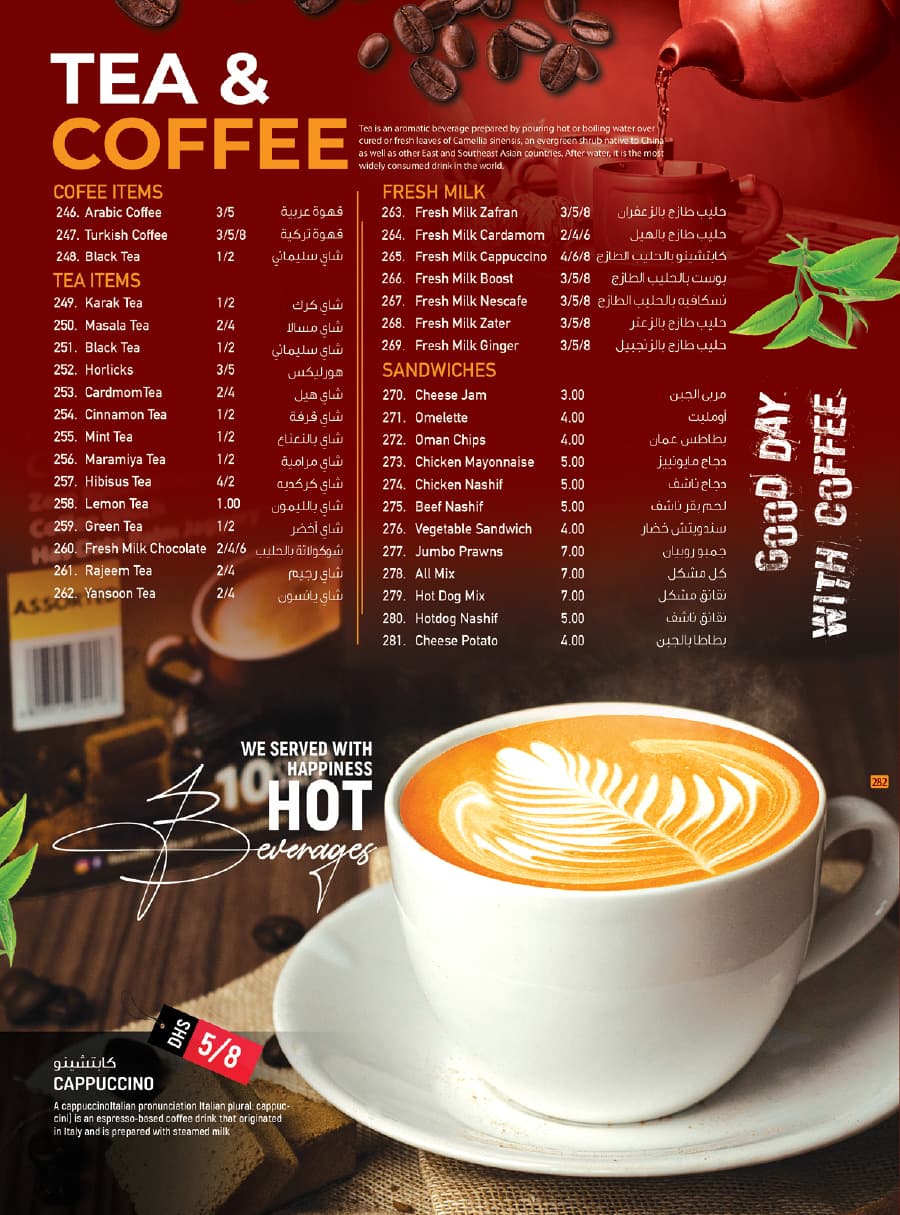 TEA &
COFFEE
Tea is an aromatic beverage prepared by pouring hot or boiling water over
cured or fresh leaves of Camellia sinensis, an evergreen shrub native to China
as well as other East and Southeast Asian countries. After water, it is the most
widely consumed drink in the world.
COFEE ITEMS
246. Arabic Coffee 3/5 قهوة عربية
247. Turkish Coffee 3/5/8 قهوة تركية
248. Black Tea 1/2 شاي سليماني
TEA ITEMS
249. Karak Tea 1/2 شاي كرك
250. Masala Tea 2/4 شاي مسالا
251. Black Tea 1/2 شاي سليماني
252. Horlicks 3/5 هورليكس
253. CardmomTea 2/4 شاي هيل
254. Cinnamon Tea 1/2 شاي قرفة
255. Mint Tea 1/2 شاي بالنعناع
256. Maramiya Tea 1/2 شاي مرامية
257. Hibisus Tea 4/2 شاي كركديه
258. Lemon Tea 1.00 شاي بالليمون
259. Green Tea 1/2 شاي أخضر
260. Fresh Milk Chocolate 2/4/6 شوكولاتة بالحليب
261. Rajeem Tea 2/4 شاي رجيم
262. Yansoon Tea 2/4 شاي يانسون
FRESH MILK
263. Fresh Milk Zafran 3/5/8 حليب طازج بالزعفران
264. Fresh Milk Cardamom 2/4/6 حليب طازج بالهيل
265. Fresh Milk Cappuccino 4/6/8 كابتشينو بالحليب الطازج
266. Fresh Milk Boost 3/5/8 بوست بالحليب الطازج
267. Fresh Milk Nescafe 3/5/8 نسكافيه بالحليب الطازج
268. Fresh Milk Zater 3/5/8 حليب طازج بالزعتر
269. Fresh Milk Ginger 3/5/8 حليب طازج بالزنجبيل
SANDWICHES
270. Cheese Jam 3.00 مربى الجبن
271. Omelette 4.00 أومليت
272. Oman Chips 4.00 بطاطس عمان
273. Chicken Mayonnaise 5.00 دجاج مايونييز
274. Chicken Nashif 5.00 دجاج ناشف
275. Beef Nashif 5.00 لحم بقر ناشف
276. Vegetable Sandwich 4.00 سندويتش خضار
277. Jumbo Prawns 7.00 جمبو روبيان
278. All Mix 7.00 كل مشكل
279. Hot Dog Mix 7.00 نقانق مشكل
280. Hotdog Nashif 5.00 نقانق ناشف
281. Cheese Potato 4.00 بطاطا بالجبن
GOOD DAY
WITH COFFEE
ASSORTED
WE SERVED WITH
HAPPINESS
10
HOT
Beverages
282
DHS 5/8
كابتشينو
CAPPUCCINO
A cappuccinoItalian pronunciation Italian plural: cappuc-
cini] is an espresso-based coffee drink that originated
in Italy and is prepared with steamed milk